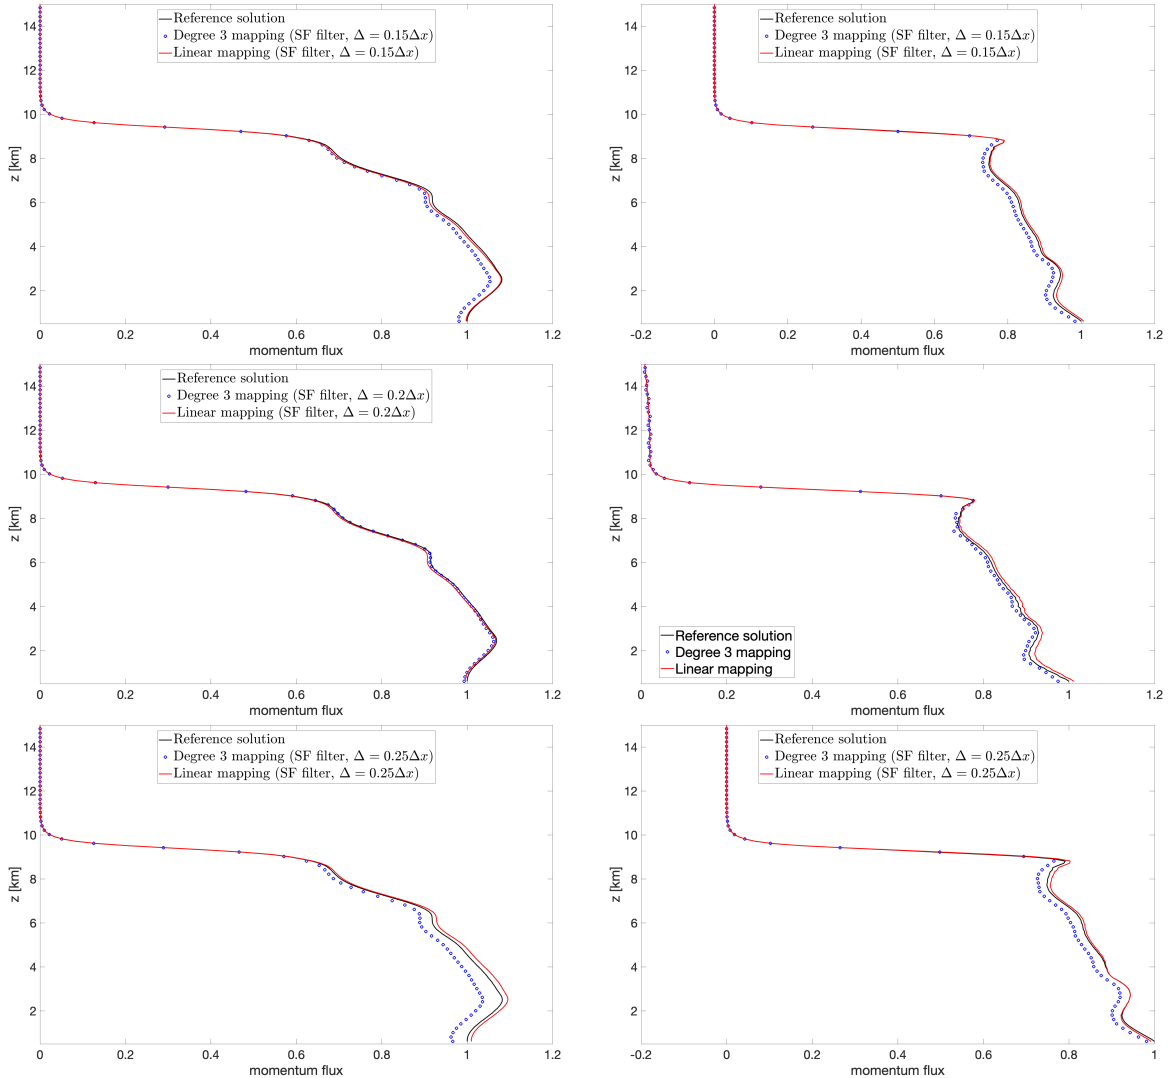 Reference solution
Degree 3 mapping (SF filter, Δ = 0.15Δx)
Linear mapping (SF filter, Δ = 0.15Δx)
14
12
10
8
6
4
2
z [km]
0 0.2 0.4 0.6 0.8 1 1.2
momentum flux
Reference solution
Degree 3 mapping (SF filter, Δ = 0.15Δx)
Linear mapping (SF filter, Δ = 0.15Δx)
14
12
10
8
6
4
2
z [km]
-0.2 0 0.2 0.4 0.6 0.8 1 1.2
momentum flux
Reference solution
Degree 3 mapping (SF filter, Δ = 0.2Δx)
Linear mapping (SF filter, Δ = 0.2Δx)
14
12
10
8
6
4
2
z [km]
0 0.2 0.4 0.6 0.8 1 1.2
momentum flux
14
12
10
8
6
4
2
z [km]
Reference solution
Degree 3 mapping
Linear mapping
0 0.2 0.4 0.6 0.8 1 1.2
momentum flux
Reference solution
Degree 3 mapping (SF filter, Δ = 0.25Δx)
Linear mapping (SF filter, Δ = 0.25Δx)
14
12
10
8
6
4
2
z [km]
0 0.2 0.4 0.6 0.8 1 1.2
momentum flux
Reference solution
Degree 3 mapping (SF filter, Δ = 0.25Δx)
Linear mapping (SF filter, Δ = 0.25Δx)
14
12
10
8
6
4
2
z [km]
-0.2 0 0.2 0.4 0.6 0.8 1
momentum flux